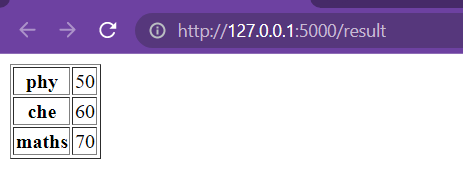 http://127.0.0.1:5000/result
phy 50
che 60
maths 70